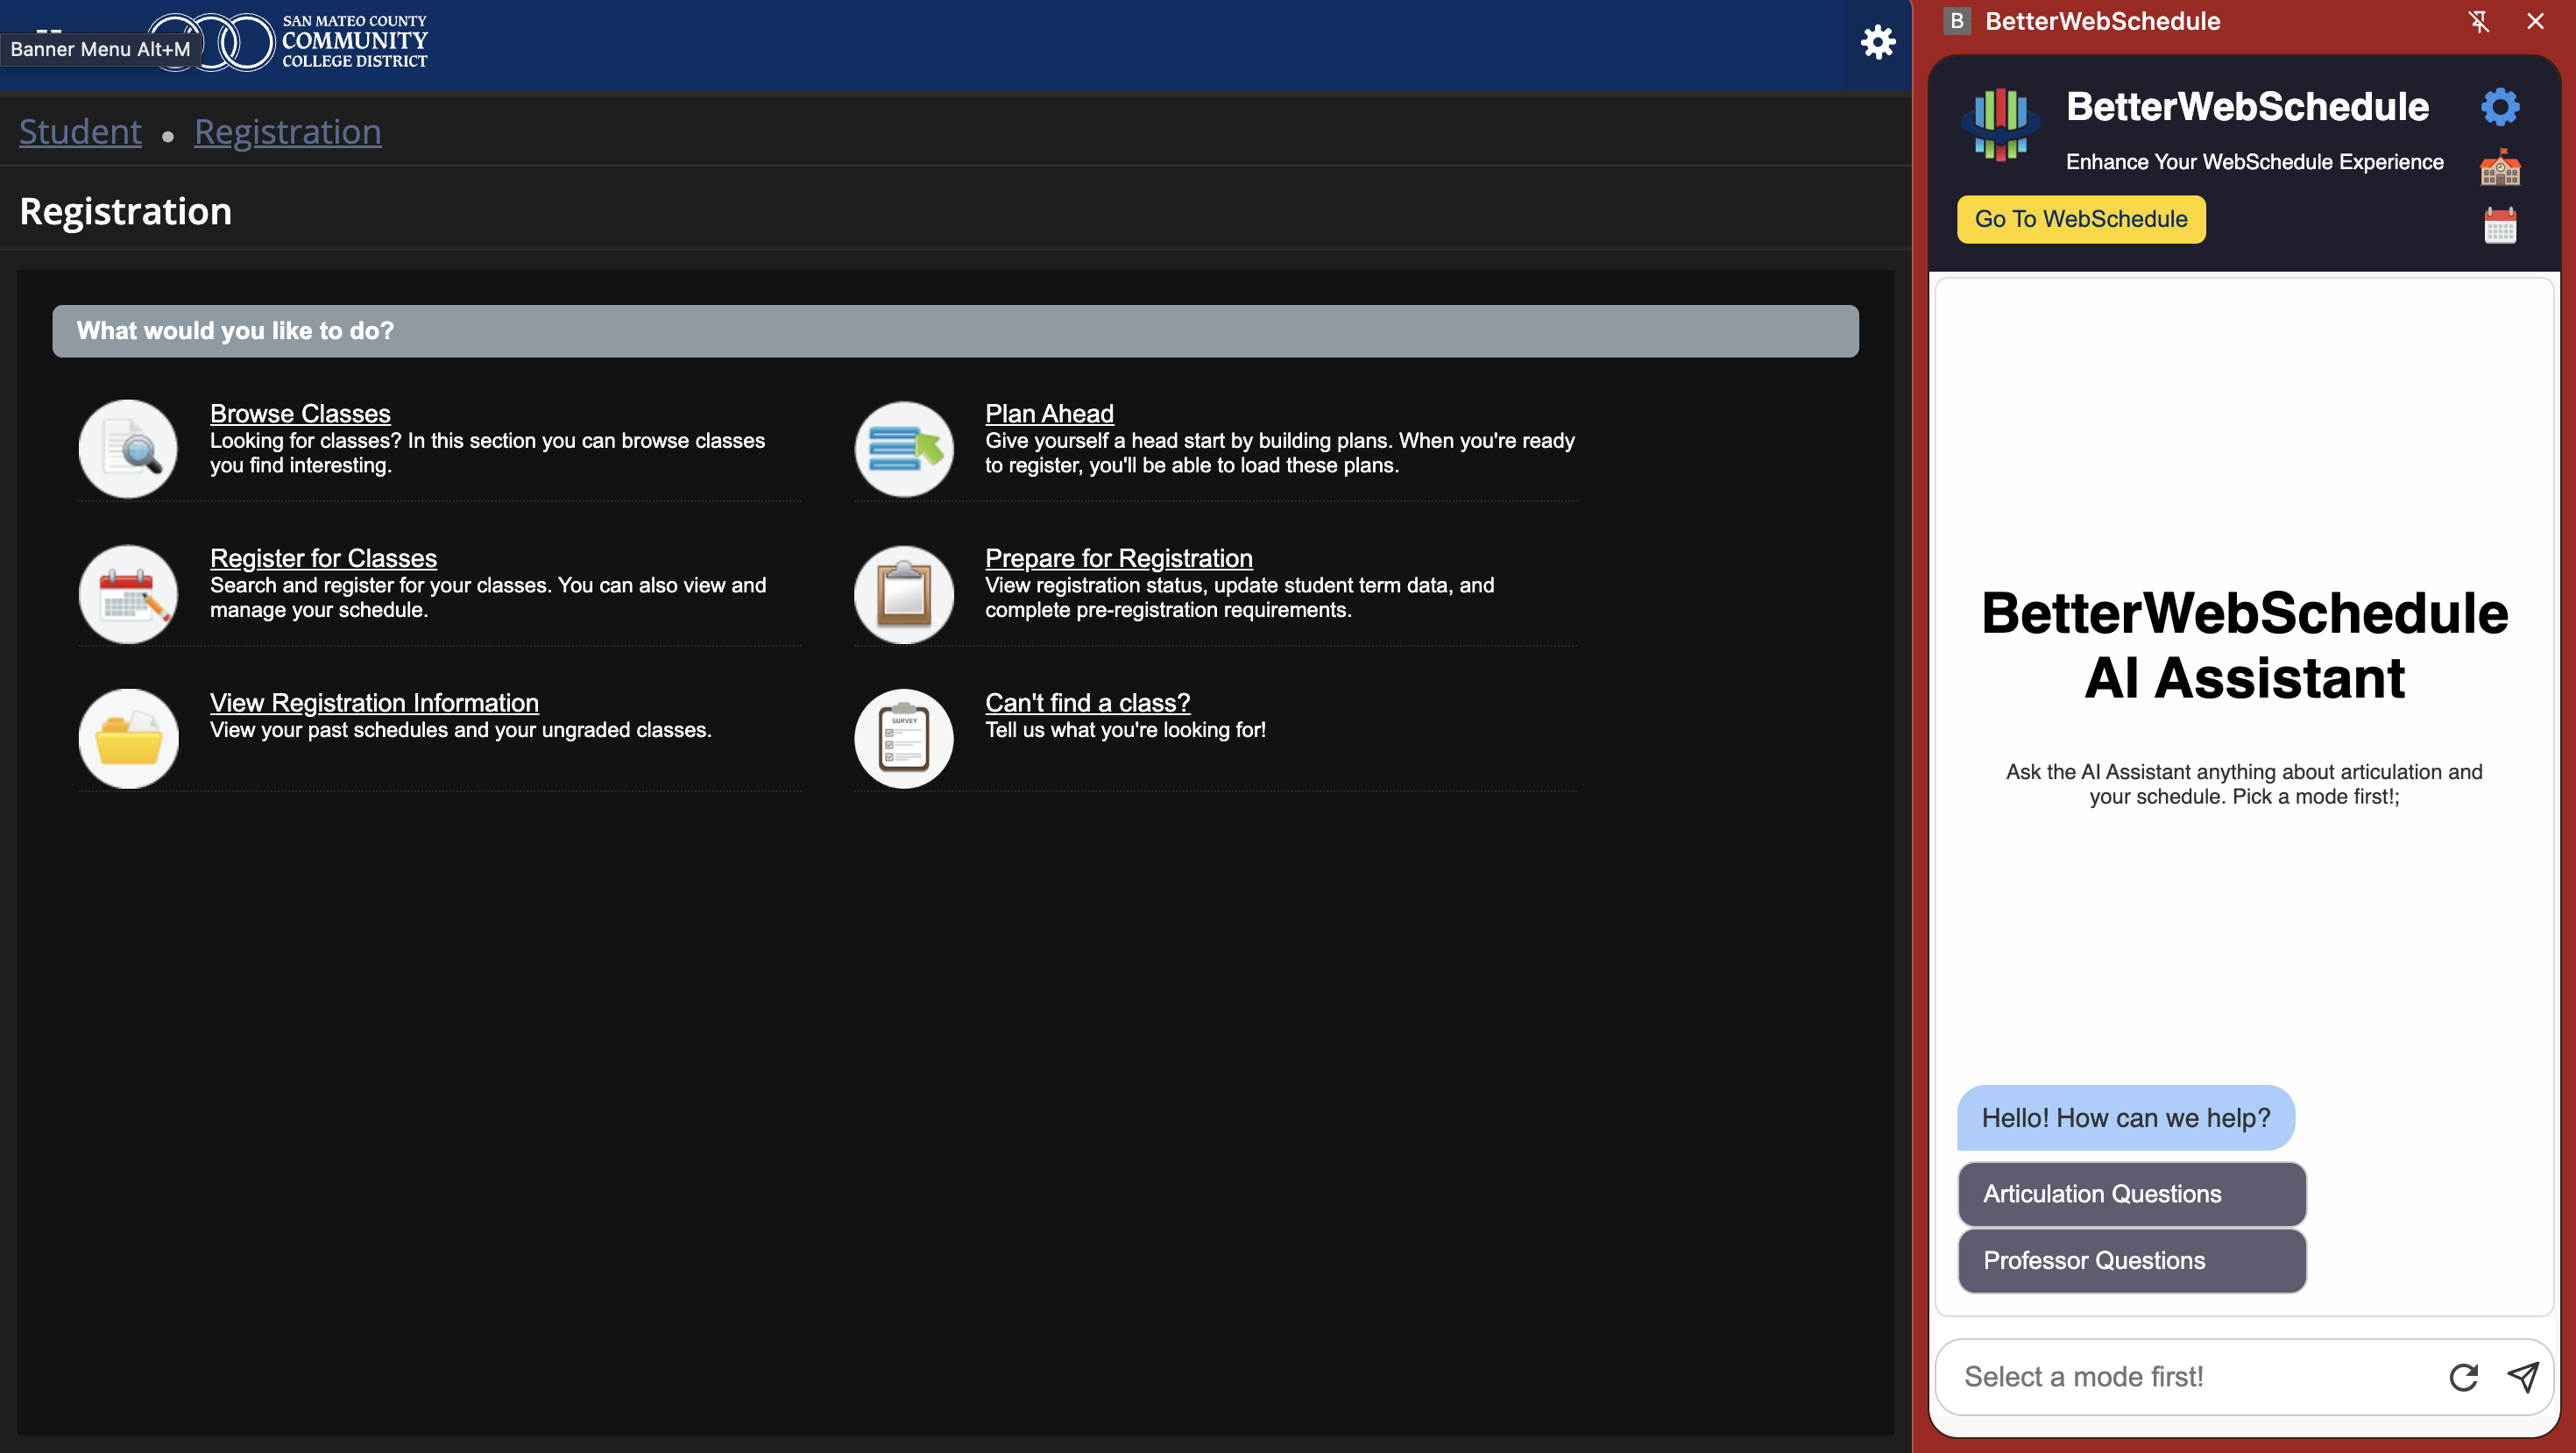 Banner Menu Alt+M
SAN MATEO COUNTY
COMMUNITY
COLLEGE DISTRICT
Student • Registration
Registration
What would you like to do?
Browse Classes
Looking for classes? In this section you can browse classes
you find interesting.
Plan Ahead
Give yourself a head start by building plans. When you're ready
to register, you'll be able to load these plans.
Register for Classes
Search and register for your classes. You can also view and
manage your schedule.
Prepare for Registration
View registration status, update student term data, and
complete pre-registration requirements.
View Registration Information
View your past schedules and your ungraded classes.
SURVEY
Can't find a class?
Tell us what you're looking for!
B BetterWebSchedule
BetterWebSchedule
Enhance Your WebSchedule Experience
Go To WebSchedule
BetterWebSchedule
AI Assistant
Ask the AI Assistant anything about articulation and
your schedule. Pick a mode first!;
Hello! How can we help?
Articulation Questions
Professor Questions
Select a mode first!